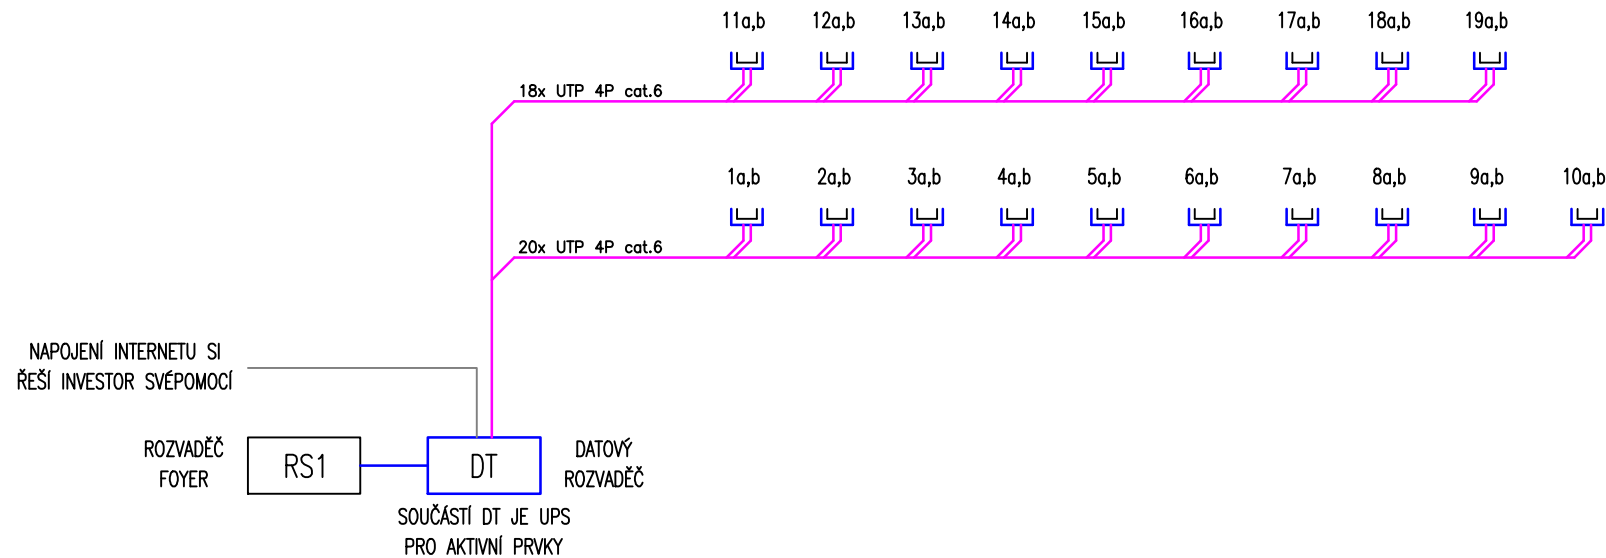 11a,b 12a,b 13a,b 14a,b 15a,b 16a,b 17a,b 18a,b 19a,b
18x UTP 4P cat.6
1a,b 2a,b 3a,b 4a,b 5a,b 6a,b 7a,b 8a,b 9a,b 10a,b
20x UTP 4P cat.6
NAPOJENÍ INTERNETU SI
ŘEŠÍ INVESTOR SVÉPOMOCÍ
ROZVADĚČ
FOYER
RS1
DT
DATOVÝ
ROZVADĚČ
SOUČÁSTÍ DT JE UPS
PRO AKTIVNÍ PRVKY